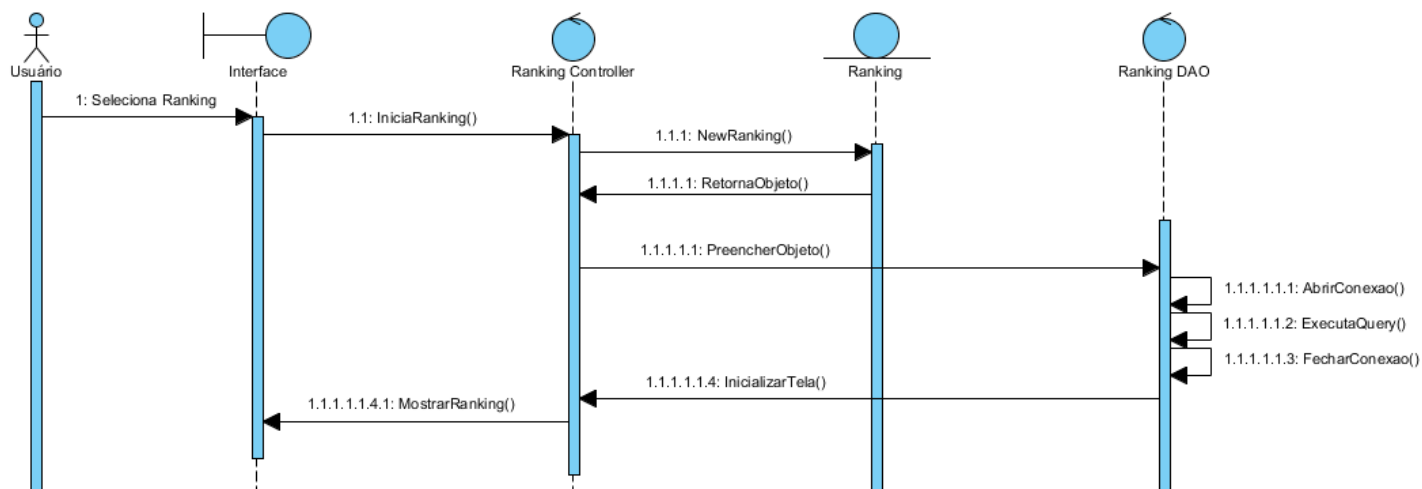 Usuário
Interface
Ranking Controller
Ranking
Ranking DAO
1: Seleciona Ranking
1.1: IniciaRanking()
1.1.1: NewRanking()
1.1.1.1: RetornaObjeto()
1.1.1.1.1: PreencherObjeto()
1.1.1.1.1.1: AbrirConexao()
1.1.1.1.1.2: ExecutaQuery()
1.1.1.1.1.3: FecharConexao()
1.1.1.1.1.4: InicializarTela()
1.1.1.1.1.4.1: MostrarRanking()